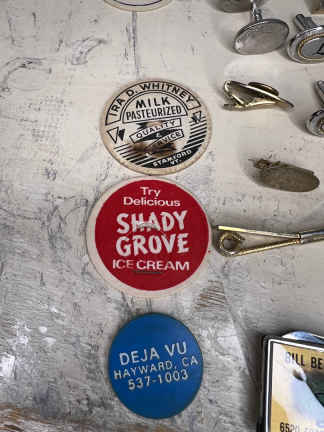 IRA D. WHITNEY
MILK
PASTEURIZED
QUALITY
&
SERVICE
STAMFORD
VT.
Try
Delicious
SHADY
GROVE
ICE CREAM
DEJA VU
HAYWARD, CA
537-1003
BILL BE